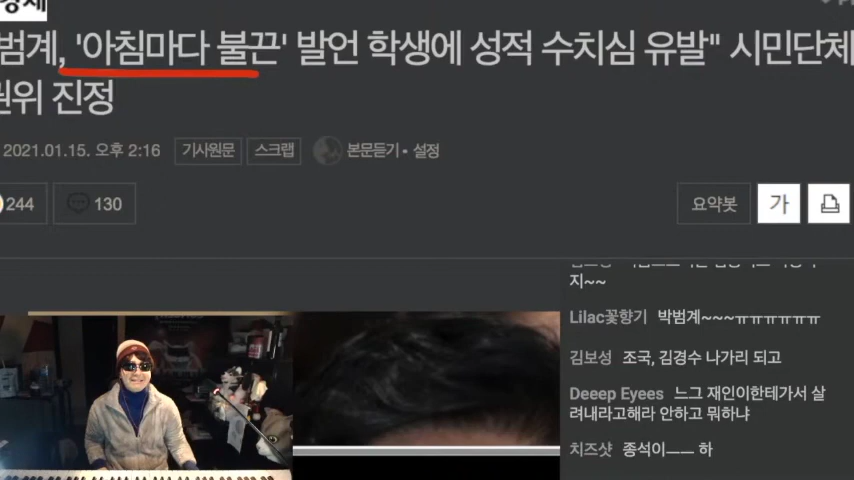 경제
범계, '아침마다 불끈' 발언 학생에 성적 수치심 유발" 시민단체
권위 진정
2021.01.15. 오후 2:16 기사원문 스크랩 본문듣기 • 설정
244 130 요약봇 가
지~~
Lilac꽃향기 박범계~~~ㅠㅠㅠㅠㅠㅠ
김보성 조국, 김경수 나가리 되고
Deeep Eyees 느그 재인이한테가서 살
려내라고해라 안하고 뭐하냐
치즈샷 종석이ㅡㅡ 하